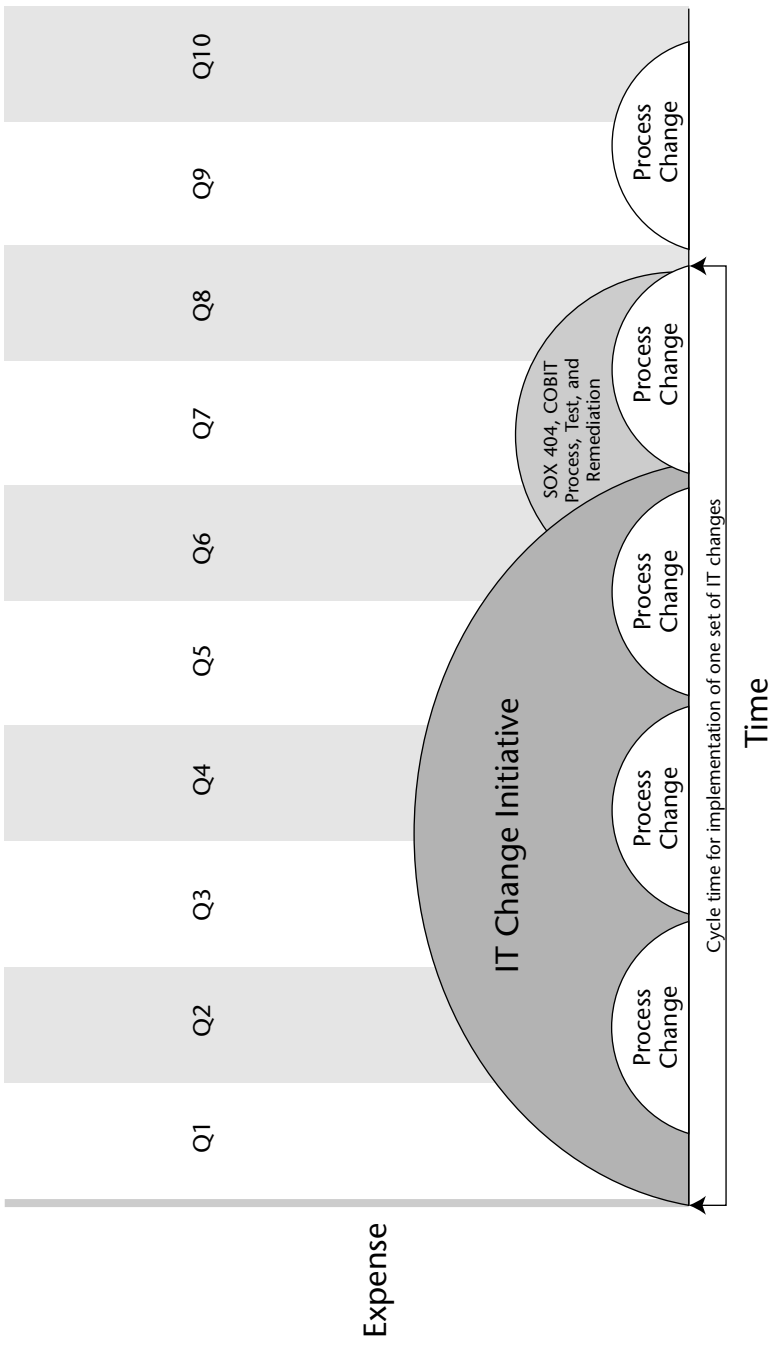 Expense
Q1
Q2
Q3
Q4
Q5
Q6
Q7
Q8
Q9
Q10
IT Change Initiative
SOX 404, COBIT
Process, Test, and
Remediation
Process
Change
Process
Change
Process
Change
Process
Change
Process
Change
Cycle time for implementation of one set of IT changes
Time